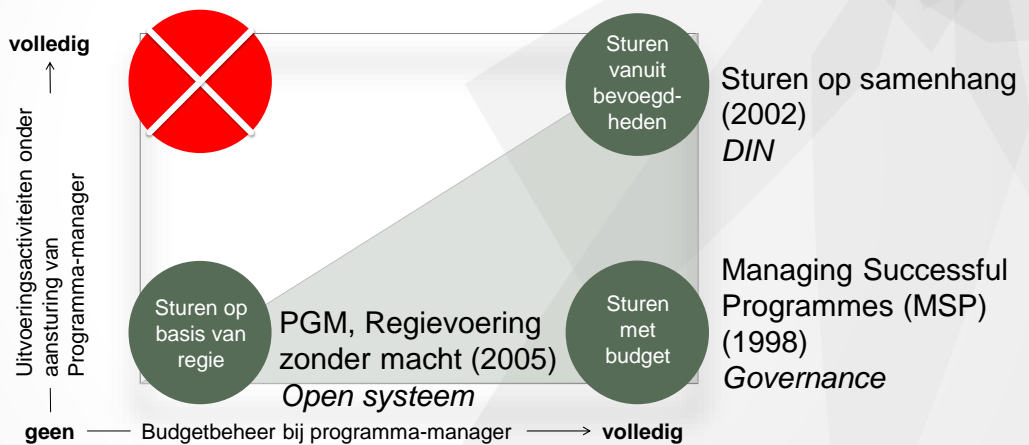 volledig
Uitvoeringsactiviteiten onder
aansturing van
Programma-manager
Sturen
vanuit
bevoegd-
heden
Sturen op samenhang
(2002)
DIN
Sturen op
basis van
regie
PGM, Regievoering
zonder macht (2005)
Open systeem
Sturen
met
budget
Managing Successful
Programmes (MSP)
(1998)
Governance
geen
Budgetbeheer bij programma-manager
volledig